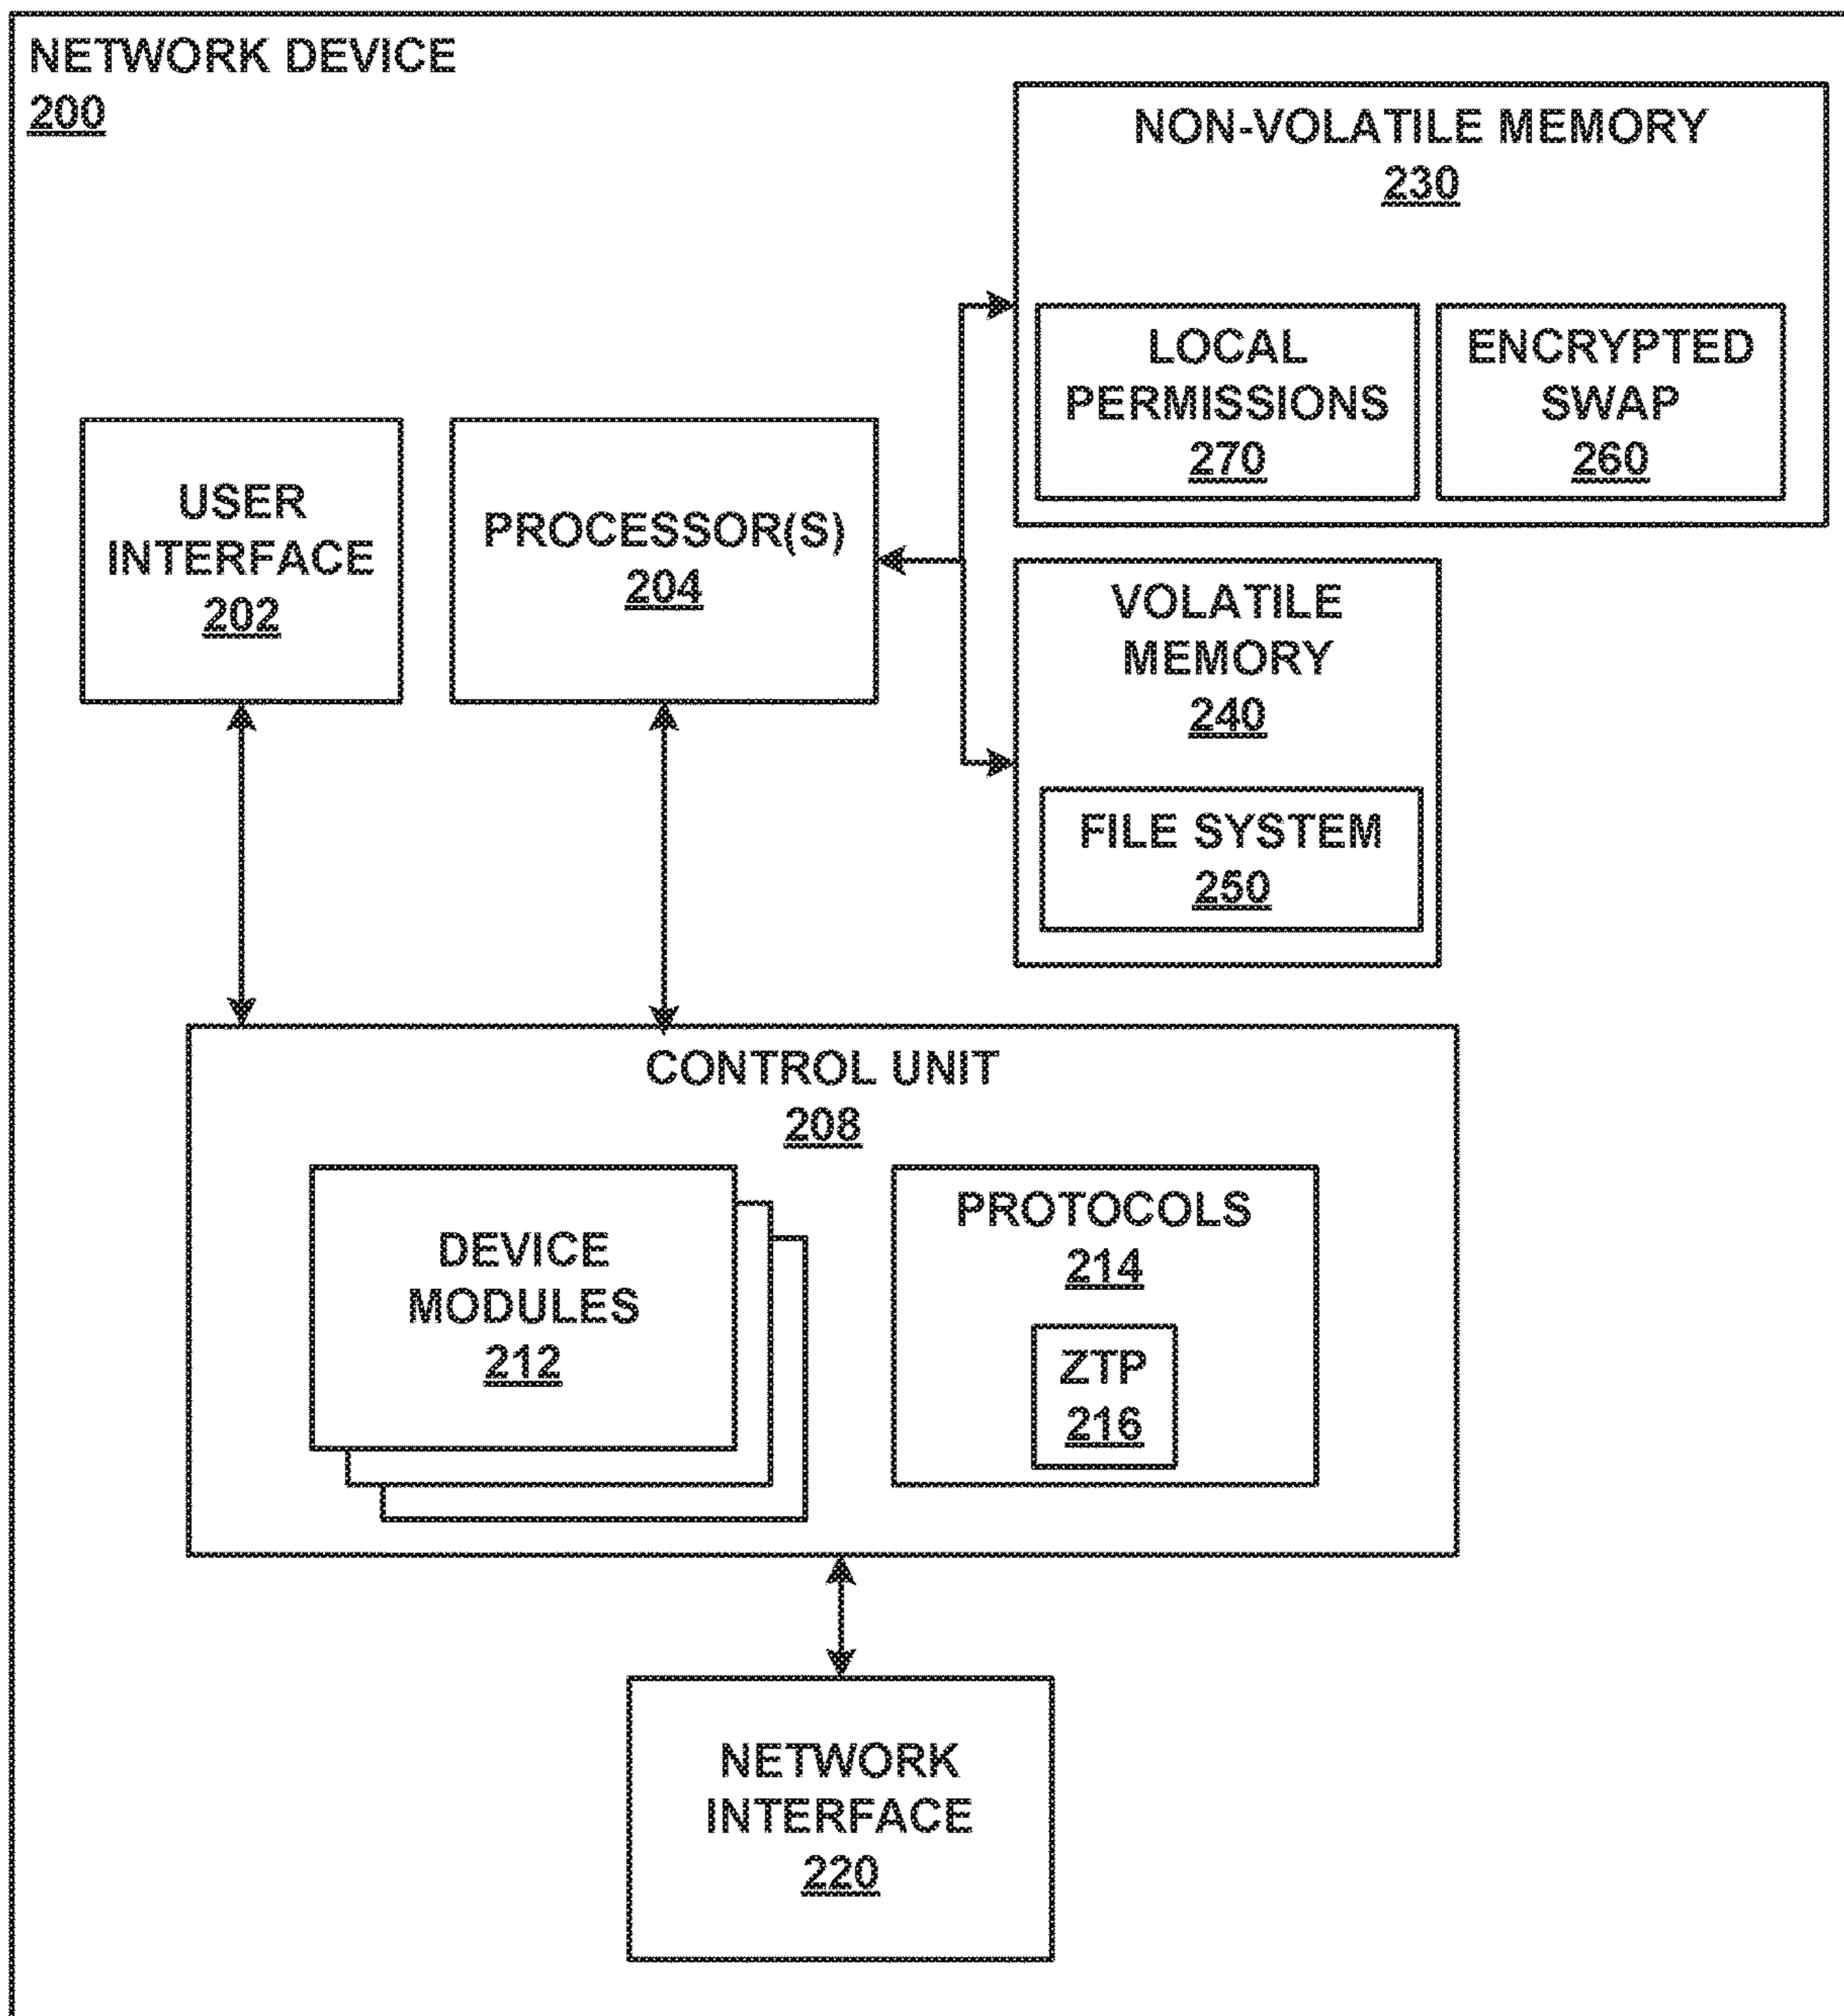 NETWORK DEVICE
200
NON-VOLATILE MEMORY
230
LOCAL
PERMISSIONS
270
ENCRYPTED
SWAP
260
USER
INTERFACE
202
PROCESSOR(S)
204
VOLATILE
MEMORY
240
FILE SYSTEM
250
CONTROL UNIT
208
DEVICE
MODULES
212
PROTOCOLS
214
ZTP
216
NETWORK
INTERFACE
220